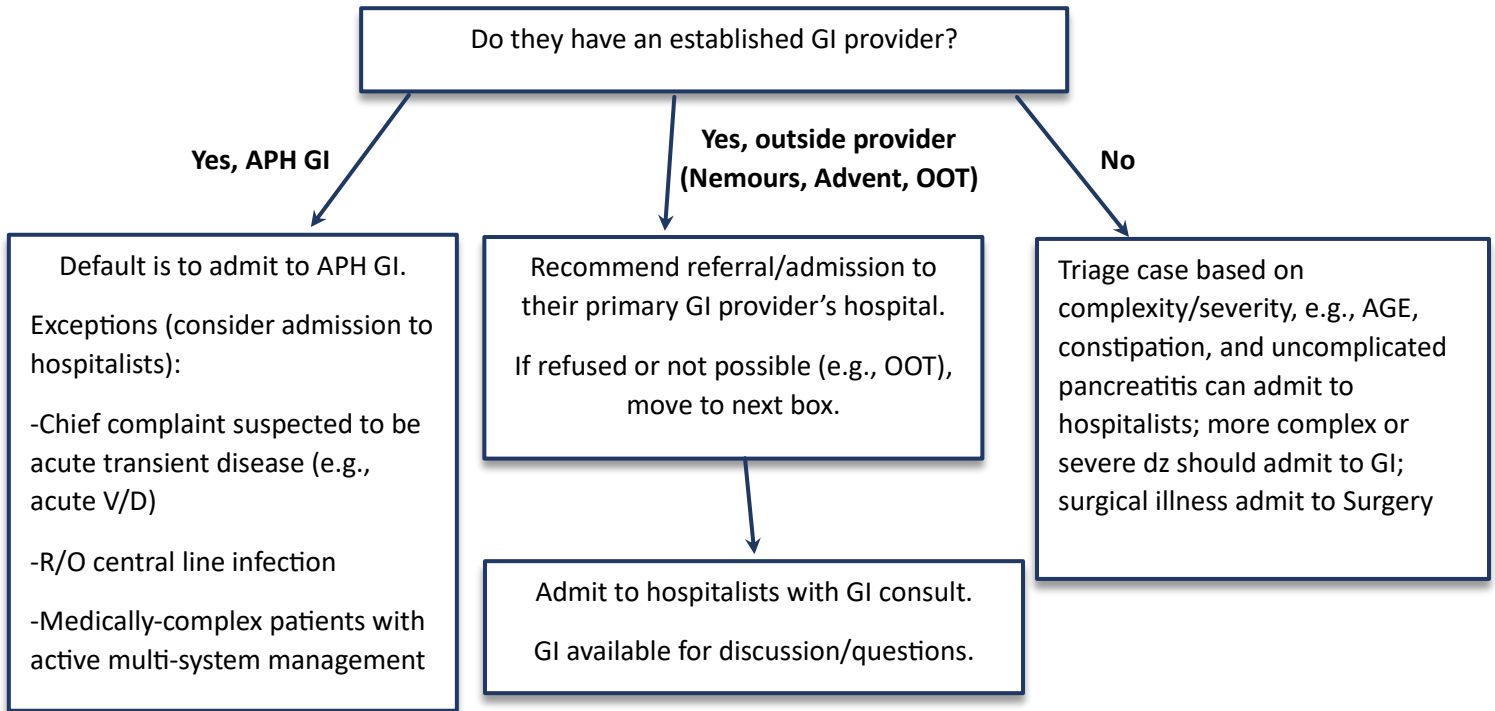 Do they have an established GI provider?
Yes, APH GI
Yes, outside provider
(Nemours, Advent, OOT)
No
Default is to admit to APH GI.
Exceptions (consider admission to
hospitalists):
-Chief complaint suspected to be
acute transient disease (e.g.,
acute V/D)
-R/O central line infection
-Medically-complex patients with
active multi-system management
Recommend referral/admission to
their primary GI provider’s hospital.
If refused or not possible (e.g., OOT),
move to next box.
Admit to hospitalists with GI consult.
GI available for discussion/questions.
Triage case based on
complexity/severity, e.g., AGE,
constipation, and uncomplicated
pancreatitis can admit to
hospitalists; more complex or
severe dz should admit to GI;
surgical illness admit to Surgery